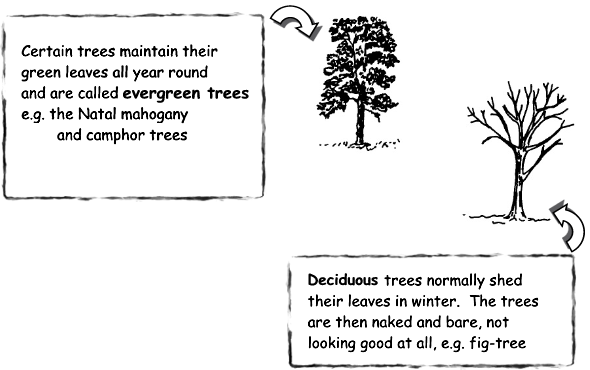 Certain trees maintain their
green leaves all year round
and are called evergreen trees
e.g. the Natal mahogany
and camphor trees
Deciduous trees normally shed
their leaves in winter. The trees
are then naked and bare, not
looking good at all, e.g. fig-tree